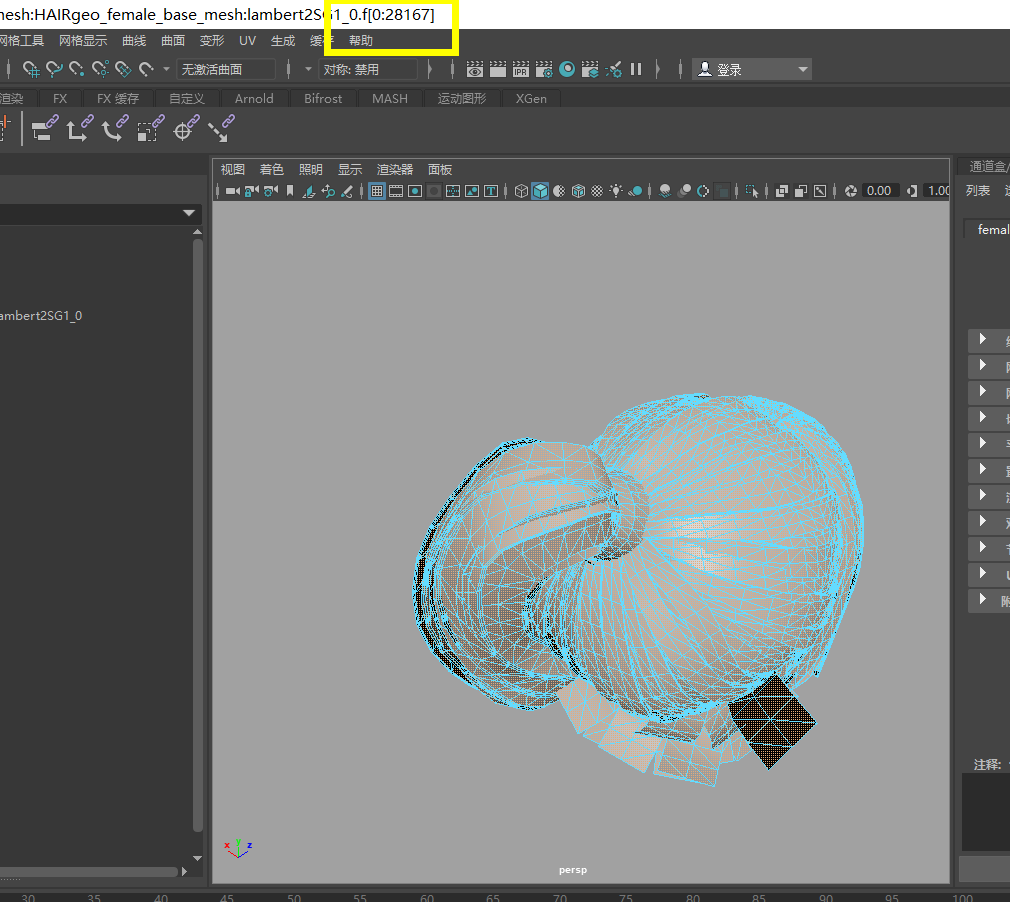 mesh:HAIRgeo_female_base_mesh:lambert2SG1_0.f[0:28167]
网格工具 网格显示 曲线 曲面 变形 UV 生成 缓存 帮助
无激活曲面 对称: 禁用 IPR 登录
渲染 FX FX 缓存 自定义 Arnold Bifrost MASH 运动图形 XGen
视图 着色 照明 显示 渲染器 面板
通道盒/
0.00 1.00
列表
femal
ambert2SG1_0
注释:
x z
persp
30 35 40 45 50 55 60 65 70 75 80 85 90 95 100